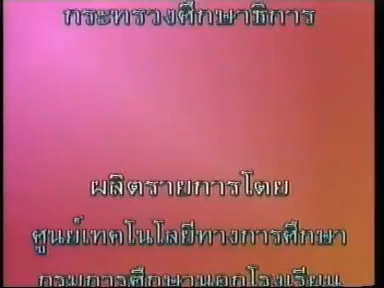 กระทรวงศึกษาธิการ
ผลิตรายการโดย
ศูนย์เทคโนโลยีทางการศึกษา
กรมการศึกษานอกโรงเรียน